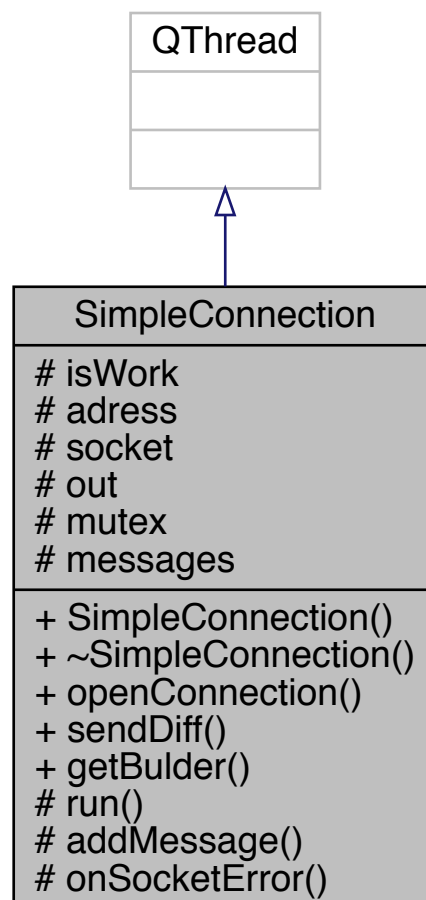 QThread
SimpleConnection
# isWork
# adress
# socket
# out
# mutex
# messages
+ SimpleConnection()
+ ~SimpleConnection()
+ openConnection()
+ sendDiff()
+ getBulder()
# run()
# addMessage()
# onSocketError()